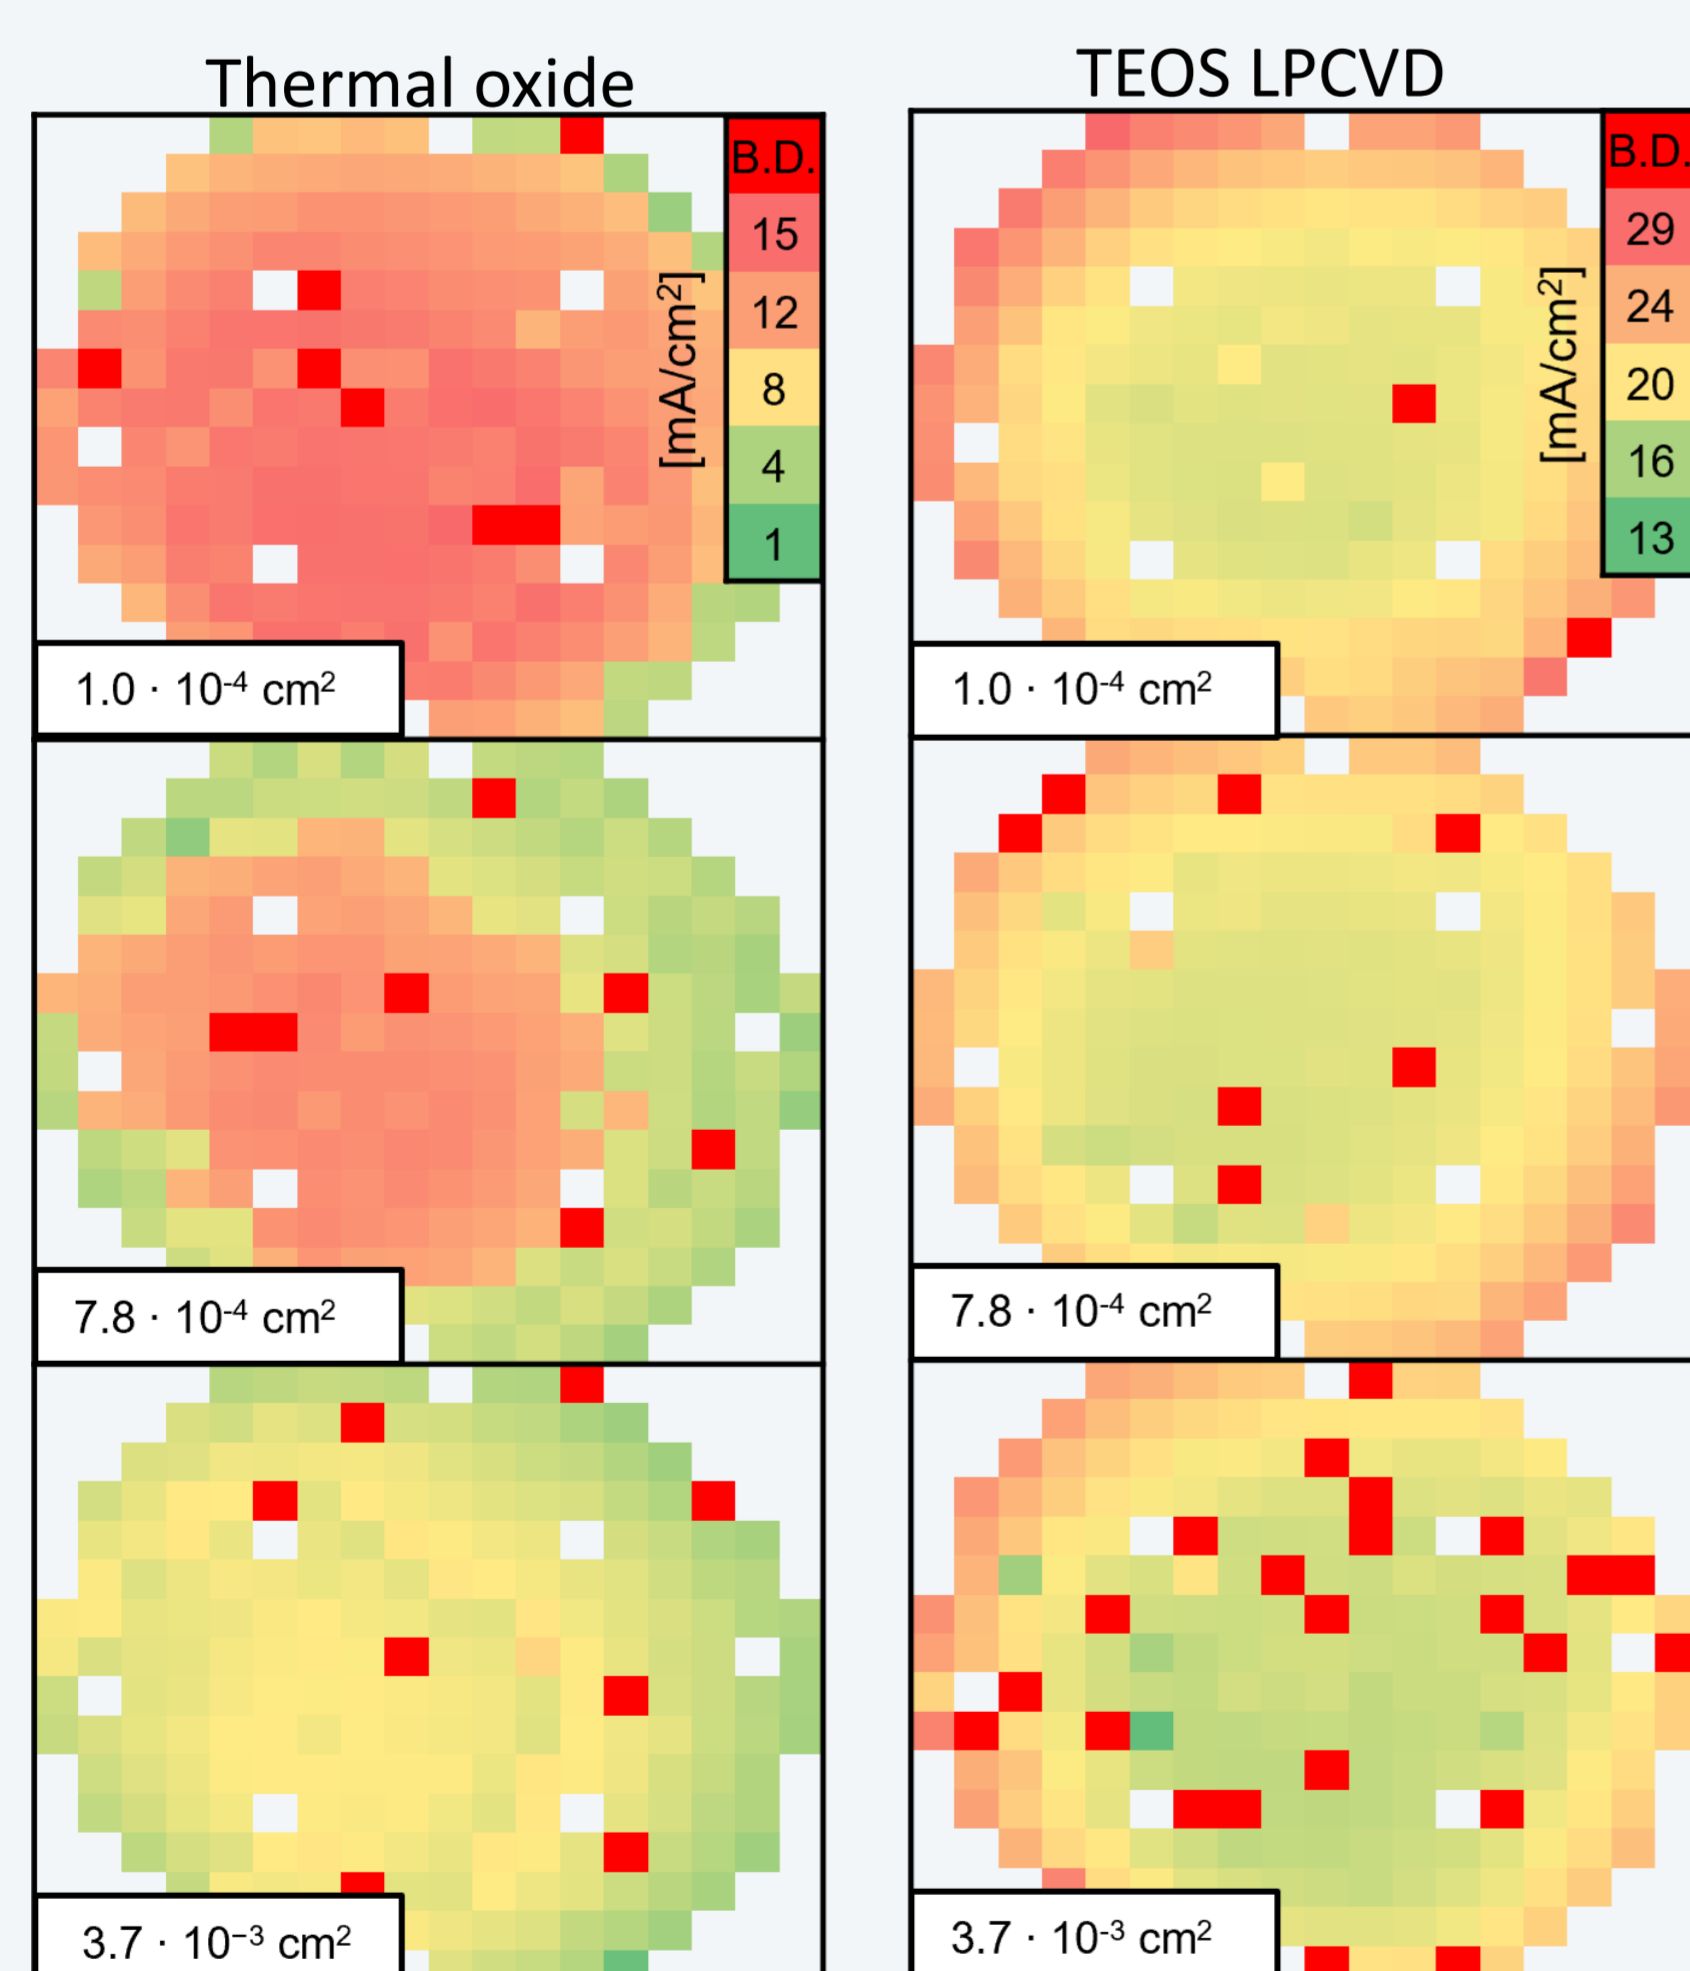 Thermal oxide
TEOS LPCVD
B.D.
15
12
8
4
1
[mA/cm²]
B.D.
29
24
20
16
13
[mA/cm²]
1.0 · 10⁻⁴ cm²
1.0 · 10⁻⁴ cm²
7.8 · 10⁻⁴ cm²
7.8 · 10⁻⁴ cm²
3.7 · 10⁻³ cm²
3.7 · 10⁻³ cm²